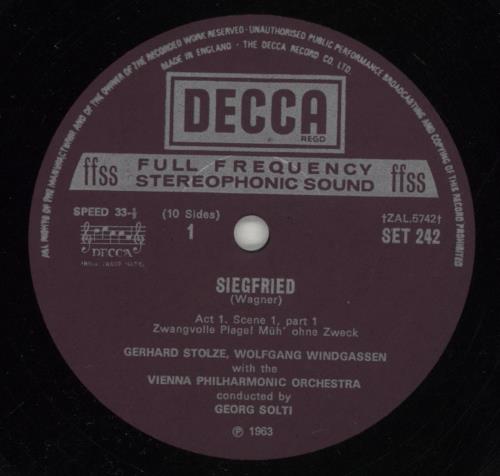 ALL RIGHTS OF THE MANUFACTURER AND OF THE OWNER OF THE RECORDED WORK RESERVED · UNAUTHORISED PUBLIC PERFORMANCE BROADCASTING AND COPYING OF THIS RECORD PROHIBITED
MADE IN ENGLAND · THE DECCA RECORD CO. LTD.
DECCA
REGD
ffss FULL FREQUENCY STEREOPHONIC SOUND ffss
SPEED 33-⅓ (10 Sides) †ZAL.5742†
DECCA 1 SET 242
SIEGFRIED
(Wagner)
Act 1. Scene 1, part 1
Zwangvolle Plage! Müh' ohne Zweck
GERHARD STOLZE, WOLFGANG WINDGASSEN
with the
VIENNA PHILHARMONIC ORCHESTRA
conducted by
GEORG SOLTI
℗ 1963